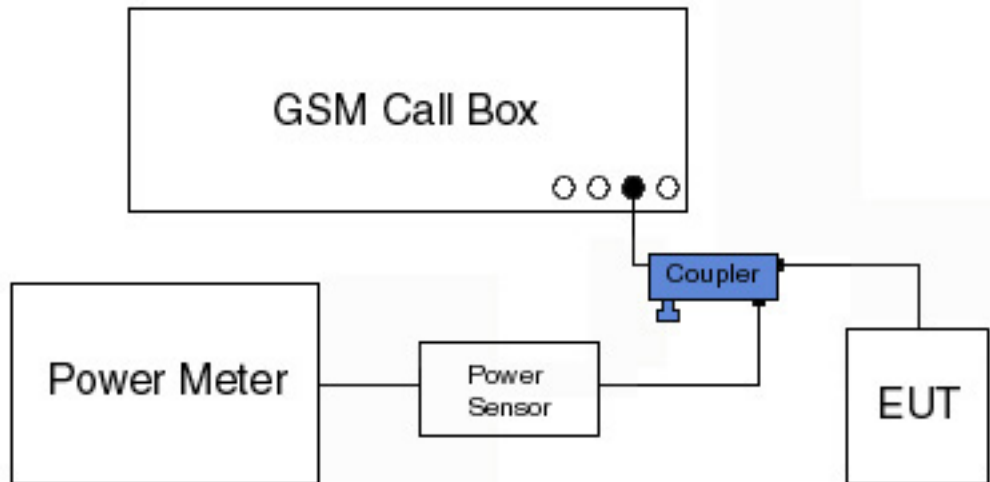 GSM Call Box
Coupler
Power Meter
Power
Sensor
EUT